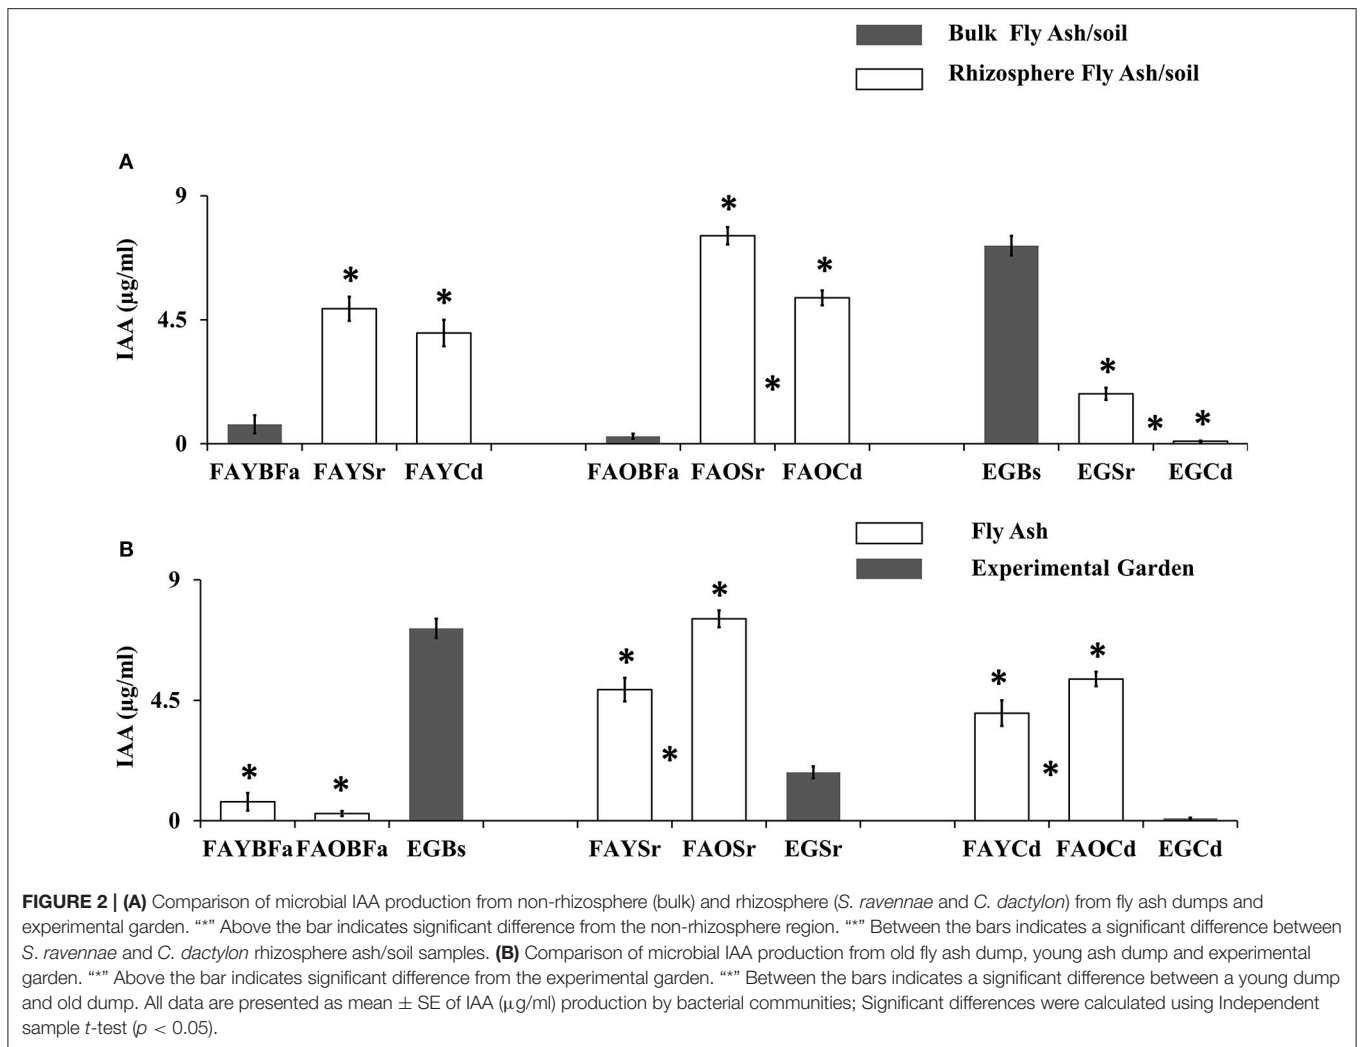 Bulk Fly Ash/soil
Rhizosphere Fly Ash/soil
A
9
4.5
0
IAA (µg/ml)
* * * * * * * *
FAYBFa FAYSr FAYCd FAOBFa FAOSr FAOCd EGBs EGSr EGCd
B
Fly Ash
Experimental Garden
9
4.5
0
IAA (µg/ml)
* * * * * * * *
FAYBFa FAOBFa EGBs FAYSr FAOSr EGSr FAYCd FAOCd EGCd
FIGURE 2 | (A) Comparison of microbial IAA production from non-rhizosphere (bulk) and rhizosphere (S. ravennae and C. dactylon) from fly ash dumps and
experimental garden. “*” Above the bar indicates significant difference from the non-rhizosphere region. “*” Between the bars indicates a significant difference between
S. ravennae and C. dactylon rhizosphere ash/soil samples. (B) Comparison of microbial IAA production from old fly ash dump, young ash dump and experimental
garden. “*” Above the bar indicates significant difference from the experimental garden. “*” Between the bars indicates a significant difference between a young dump
and old dump. All data are presented as mean ± SE of IAA (µg/ml) production by bacterial communities; Significant differences were calculated using Independent
sample t-test (p < 0.05).